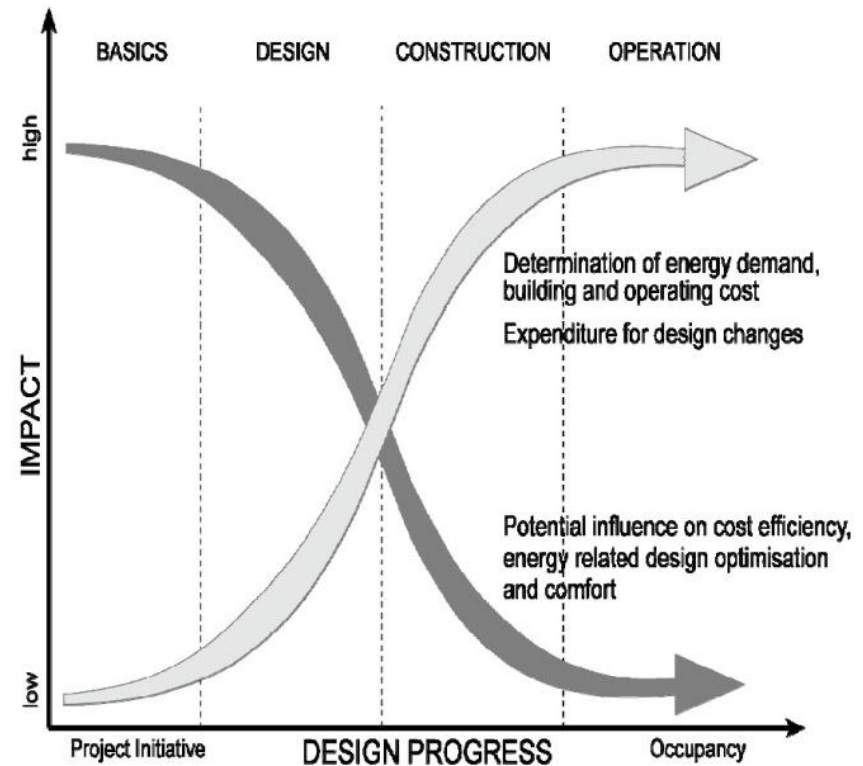 BASICS DESIGN CONSTRUCTION OPERATION
high
Determination of energy demand,
building and operating cost
Expenditure for design changes
IMPACT
Potential influence on cost efficiency,
energy related design optimisation
and comfort
low
Project Initiative DESIGN PROGRESS Occupancy